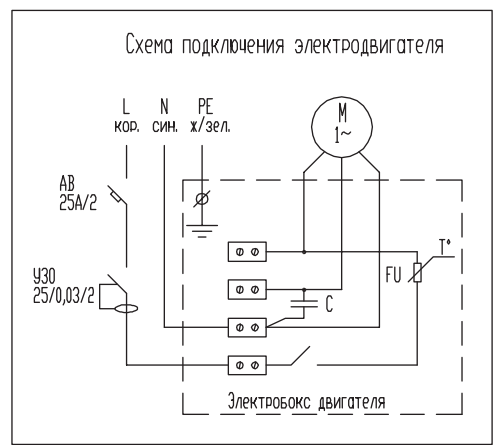 Схема подключения электродвигателя
L N PE
кор. син. ж/зел.
M
1~
АВ
25А/2
T°
УЗО
25/0,03/2
FU
C
Электробокс двигателя